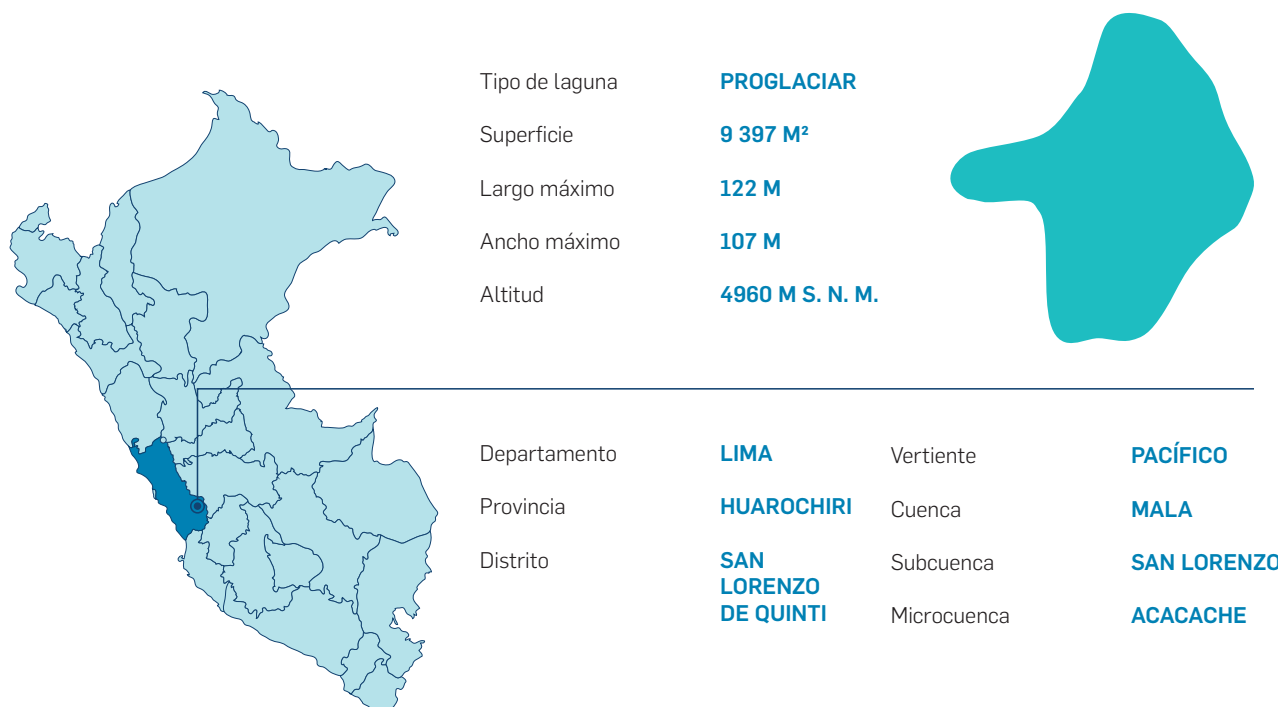 Tipo de laguna PROGLACIAR
Superficie 9 397 M²
Largo máximo 122 M
Ancho máximo 107 M
Altitud 4960 M S. N. M.
Departamento LIMA
Provincia HUAROCHIRI
Distrito SAN
LORENZO
DE QUINTI
Vertiente PACÍFICO
Cuenca MALA
Subcuenca SAN LORENZO
Microcuenca ACACACHE